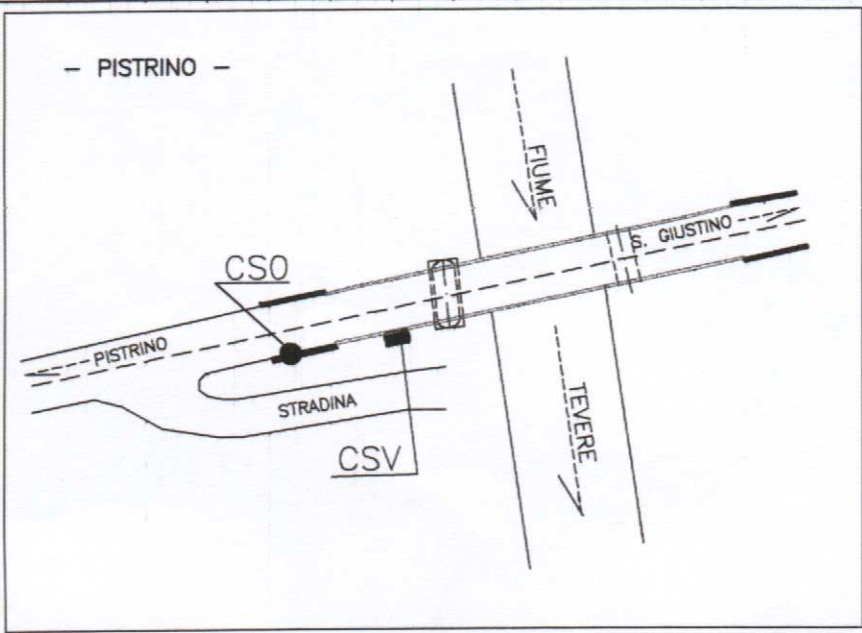 - PISTRINO -
FIUME
S. GIUSTINO
CSO
PISTRINO
STRADINA
TEVERE
CSV